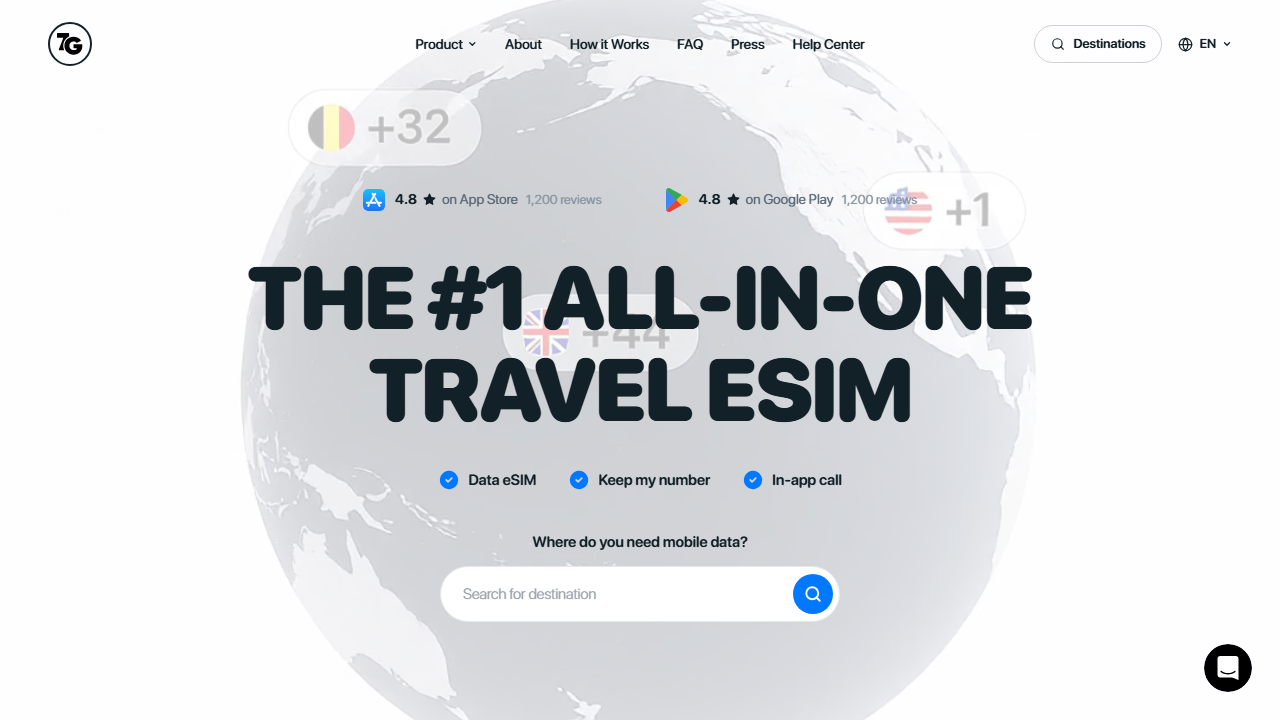 7G
Product
About
How it Works
FAQ
Press
Help Center
Destinations
EN
+32
4.8 ★ on App Store 1,200 reviews
4.8 ★ on Google Play 1,200 reviews
+1
THE #1 ALL-IN-ONE
TRAVEL ESIM
+44
Data eSIM
Keep my number
In-app call
Where do you need mobile data?
Search for destination